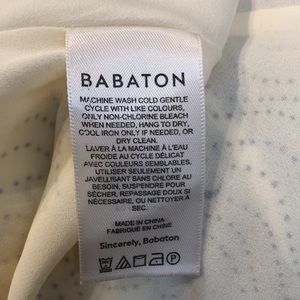 BABATON
MACHINE WASH COLD GENTLE
CYCLE WITH LIKE COLOURS,
ONLY NON-CHLORINE BLEACH
WHEN NEEDED, HANG TO DRY,
COOL IRON ONLY IF NEEDED, OR
DRY CLEAN.
LAVER À LA MACHINE À L'EAU
FROIDE AU CYCLE DÉLICAT
AVEC COULEURS SEMBLABLES,
UTILISER SEULEMENT UN
JAVELLISANT SANS CHLORE AU
BESOIN, SUSPENDRE POUR
SÉCHER, REPASSAGE DOUX SI
NÉCESSAIRE, OU NETTOYER À
SEC.
MADE IN CHINA
FABRIQUÉ EN CHINE
Sincerely, Babaton
P